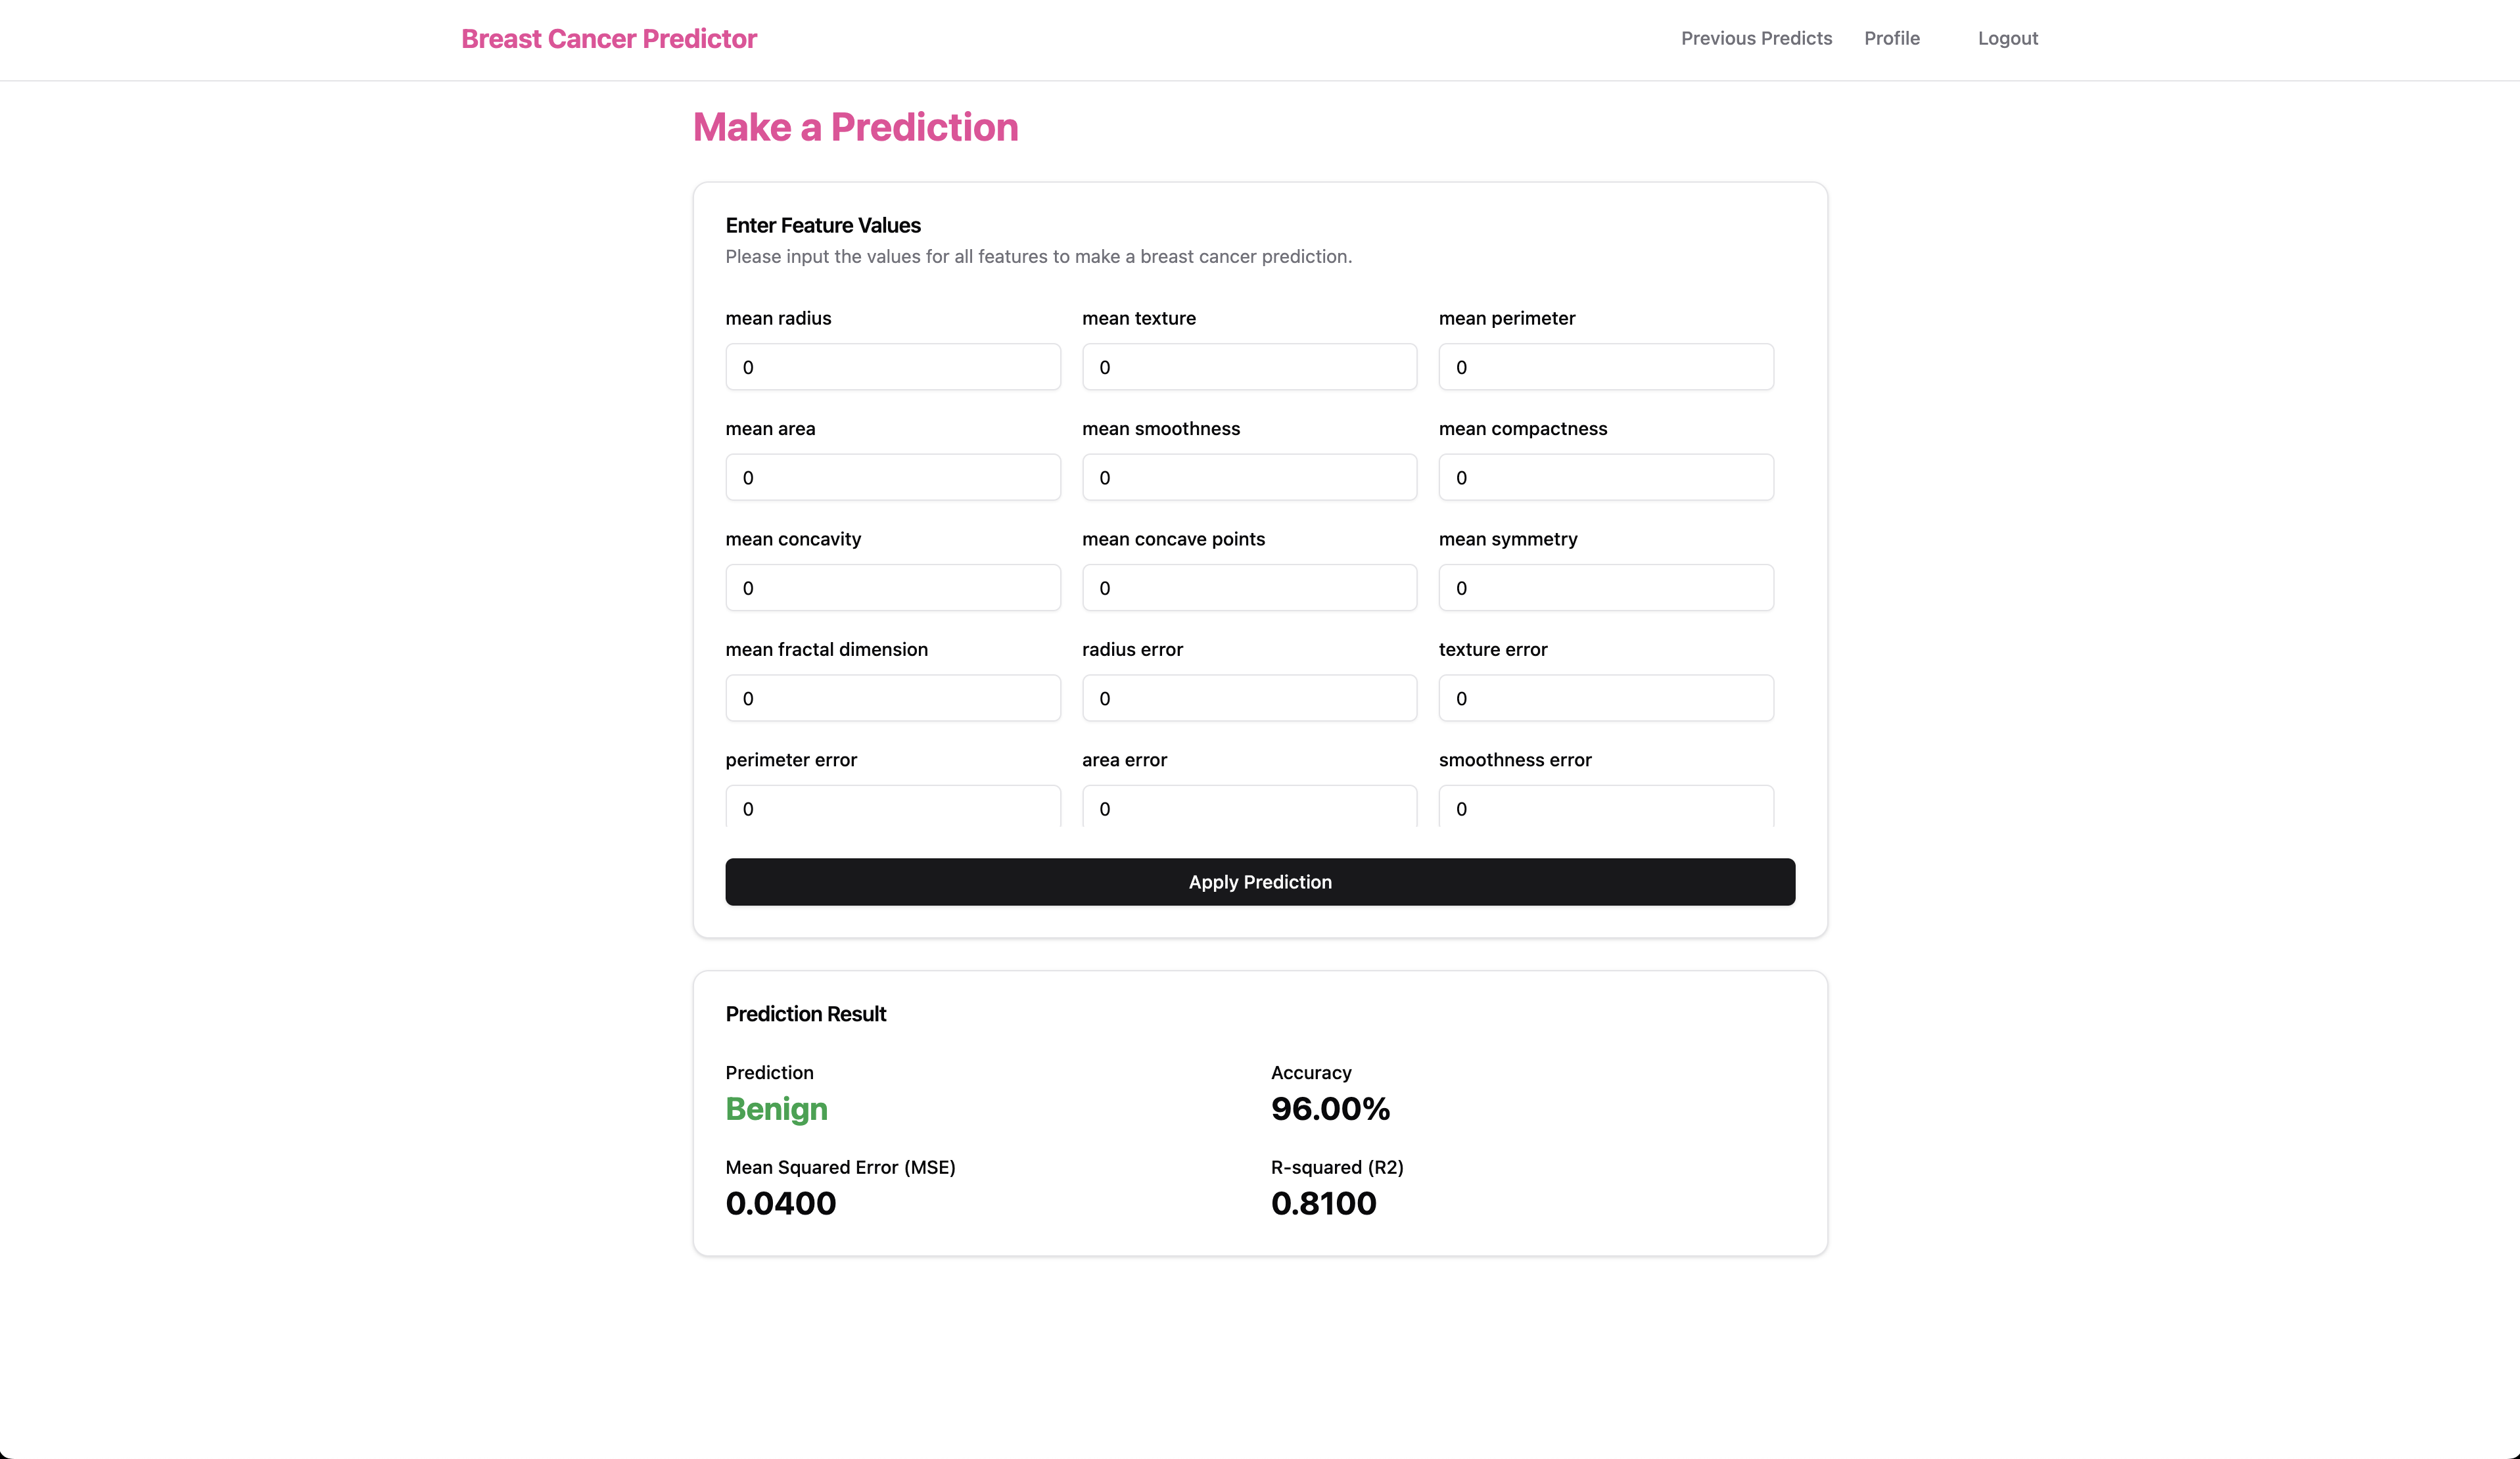 Breast Cancer Predictor
Previous Predicts Profile Logout
Make a Prediction
Enter Feature Values
Please input the values for all features to make a breast cancer prediction.
mean radius mean texture mean perimeter
0 0 0
mean area mean smoothness mean compactness
0 0 0
mean concavity mean concave points mean symmetry
0 0 0
mean fractal dimension radius error texture error
0 0 0
perimeter error area error smoothness error
0 0 0
Apply Prediction
Prediction Result
Prediction Accuracy
Benign 96.00%
Mean Squared Error (MSE) R-squared (R2)
0.0400 0.8100